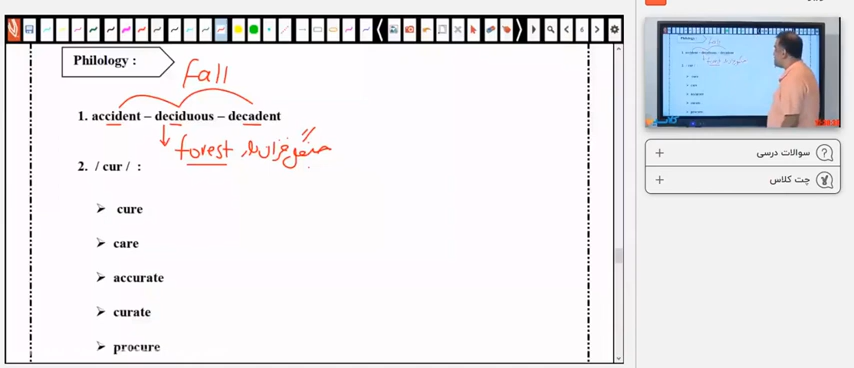 Philology :
fall
1. accident – deciduous – decadent
forest جنگل خزان دار
2. / cur / :
➤ cure
➤ care
➤ accurate
➤ curate
➤ procure
سوالات درسی
چت کلاس